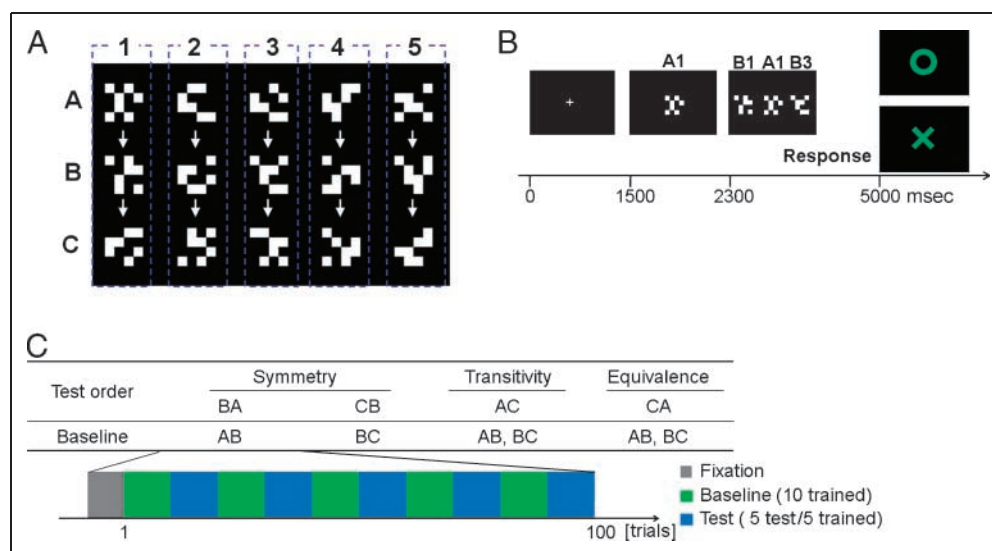 A
1 2 3 4 5
A
B
C
B
A1
B1 A1 B3
Response
0 1500 2300 5000 msec
C
Test order Symmetry Transitivity Equivalence
BA CB AC CA
Baseline AB BC AB, BC AB, BC
Fixation
Baseline (10 trained)
Test ( 5 test/5 trained)
1 100 [trials]